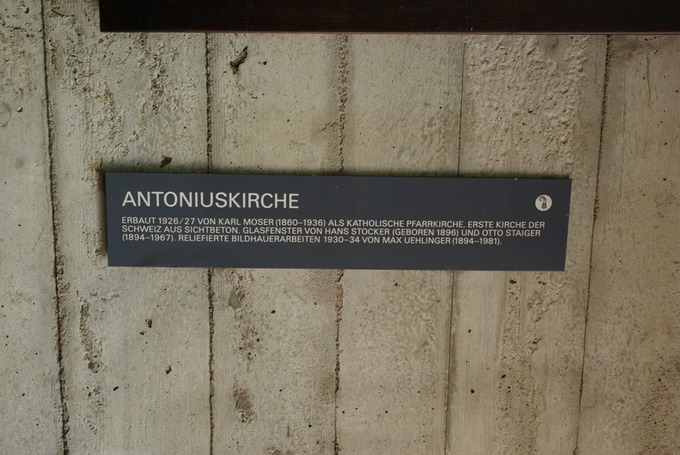 ANTONIUSKIRCHE
ERBAUT 1926/27 VON KARL MOSER (1860–1936) ALS KATHOLISCHE PFARRKIRCHE. ERSTE KIRCHE DER
SCHWEIZ AUS SICHTBETON. GLASFENSTER VON HANS STOCKER (GEBOREN 1896) UND OTTO STAIGER
(1894–1967). RELIEFIERTE BILDHAUERARBEITEN 1930–34 VON MAX UEHLINGER (1894–1981).